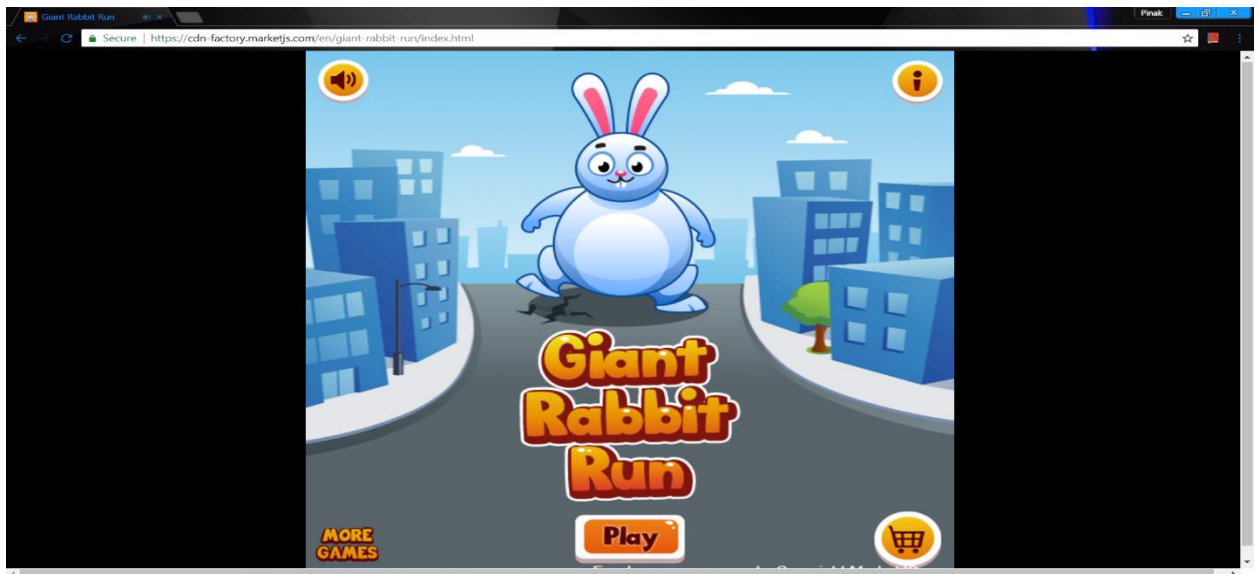 Giant Rabbit Run
Pinak
Secure | https://cdn-factory.marketjs.com/en/giant-rabbit-run/index.html
Giant
Rabbit
Run
MORE
GAMES
Play